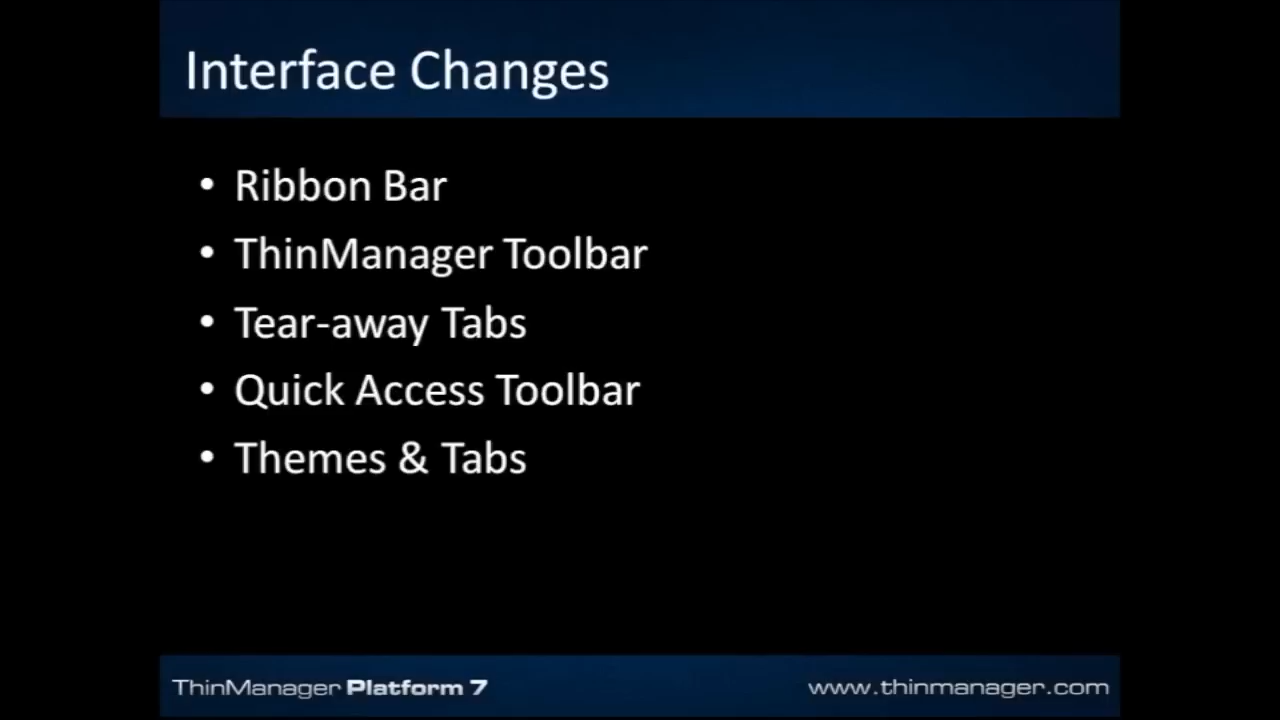 Interface Changes
• Ribbon Bar
• ThinManager Toolbar
• Tear-away Tabs
• Quick Access Toolbar
• Themes & Tabs
ThinManager Platform 7
www.thinmanager.com